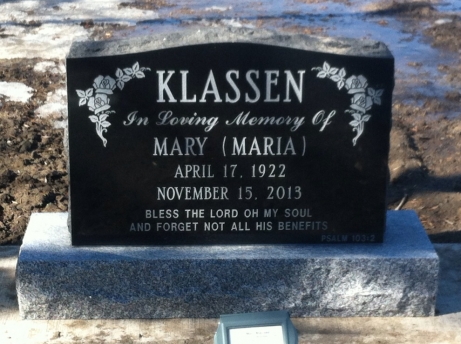 KLASSEN
In Loving Memory Of
MARY (MARIA)
APRIL 17, 1922
NOVEMBER 15, 2013
BLESS THE LORD OH MY SOUL
AND FORGET NOT ALL HIS BENEFITS
PSALM 103:2